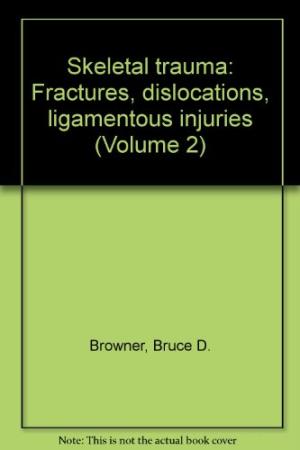 Skeletal trauma:
Fractures, dislocations,
ligamentous injuries
(Volume 2)
Browner, Bruce D.
Note: This is not the actual book cover